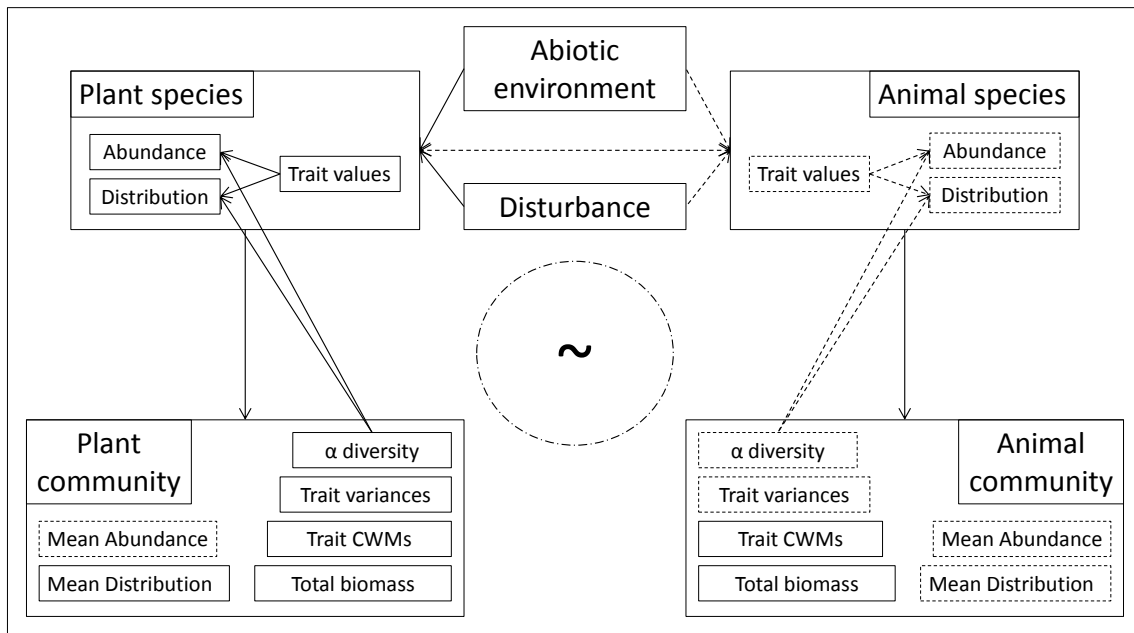 Abiotic
environment
Plant species
Abundance
Distribution
Trait values
Disturbance
Animal species
Trait values
Abundance
Distribution
~
Plant
community
α diversity
Trait variances
Mean Abundance
Trait CWMs
Mean Distribution
Total biomass
Animal
community
α diversity
Trait variances
Trait CWMs
Mean Abundance
Total biomass
Mean Distribution